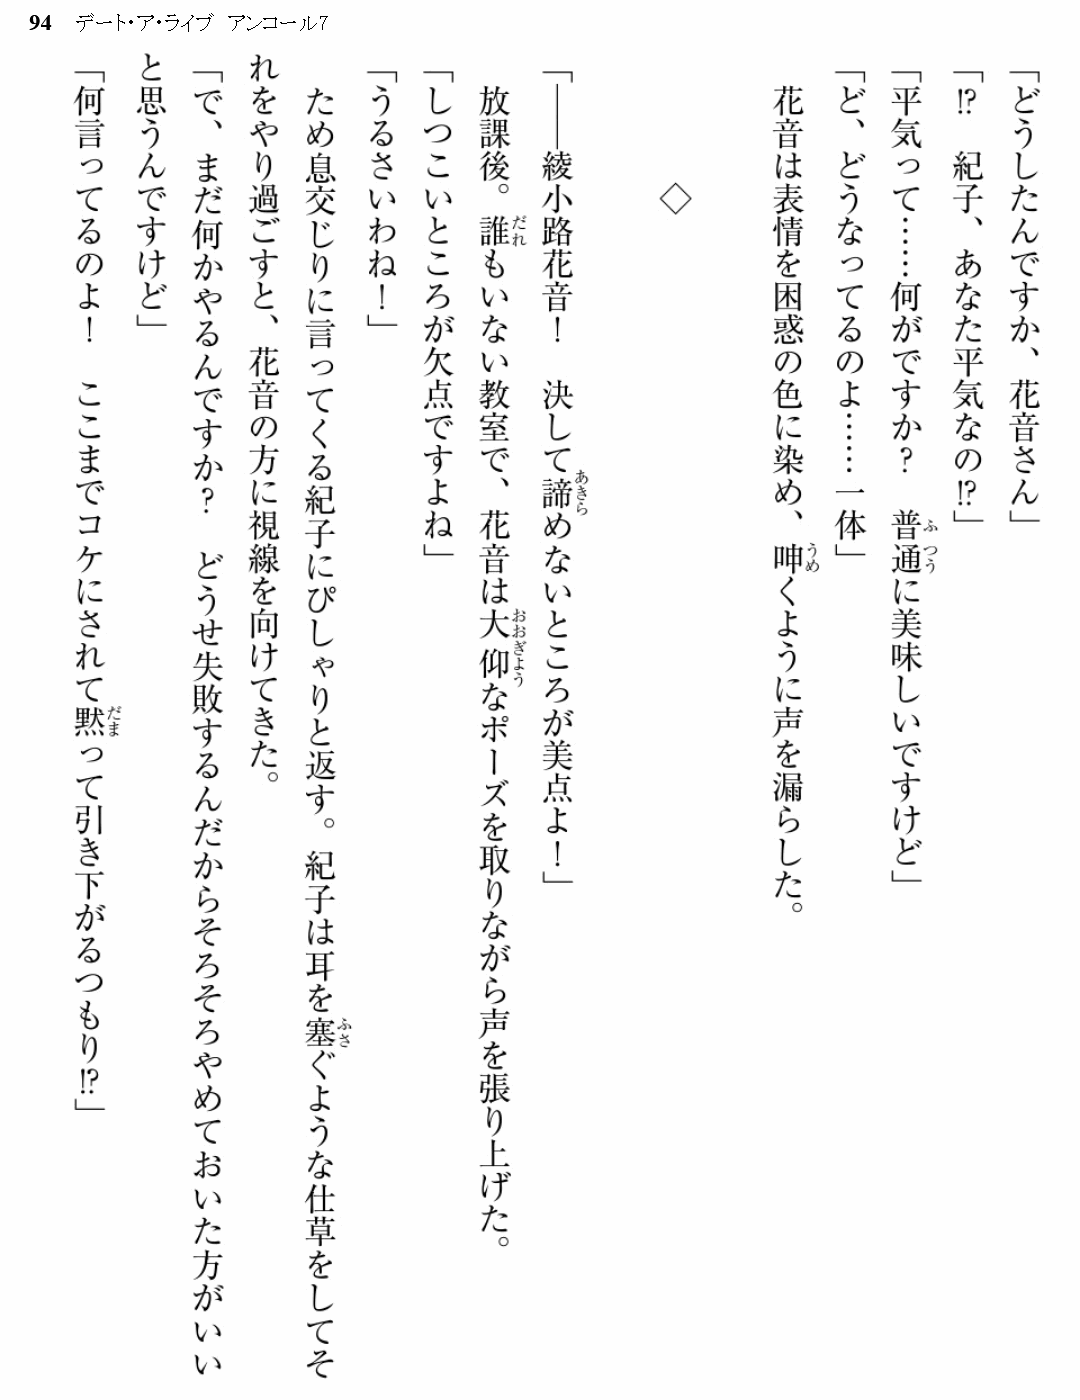 94 デート・ア・ライブ アンコール7
「どうしたんですか、花音さん」
「!? 紀子、あなた平気なの!?」
「平気って……何がですか? 普通に美味しいですけど」
「ど、どうなってるのよ……一体」
花音は表情を困惑の色に染め、呻くように声を漏らした。
◇
「――綾小路花音! 決して諦めないところが美点よ!」
放課後。誰もいない教室で、花音は大仰なポーズを取りながら声を張り上げた。
「しつこいところが欠点ですよね」
「うるさいわね!」
ため息交じりに言ってくる紀子にぴしゃりと返す。紀子は耳を塞ぐような仕草をしてそ
れをやり過ごすと、花音の方に視線を向けてきた。
「で、まだ何かやるんですか? どうせ失敗するんだからそろそろやめておいた方がいい
と思うんですけど」
「何言ってるのよ! ここまでコケにされて黙って引き下がるつもり!?」